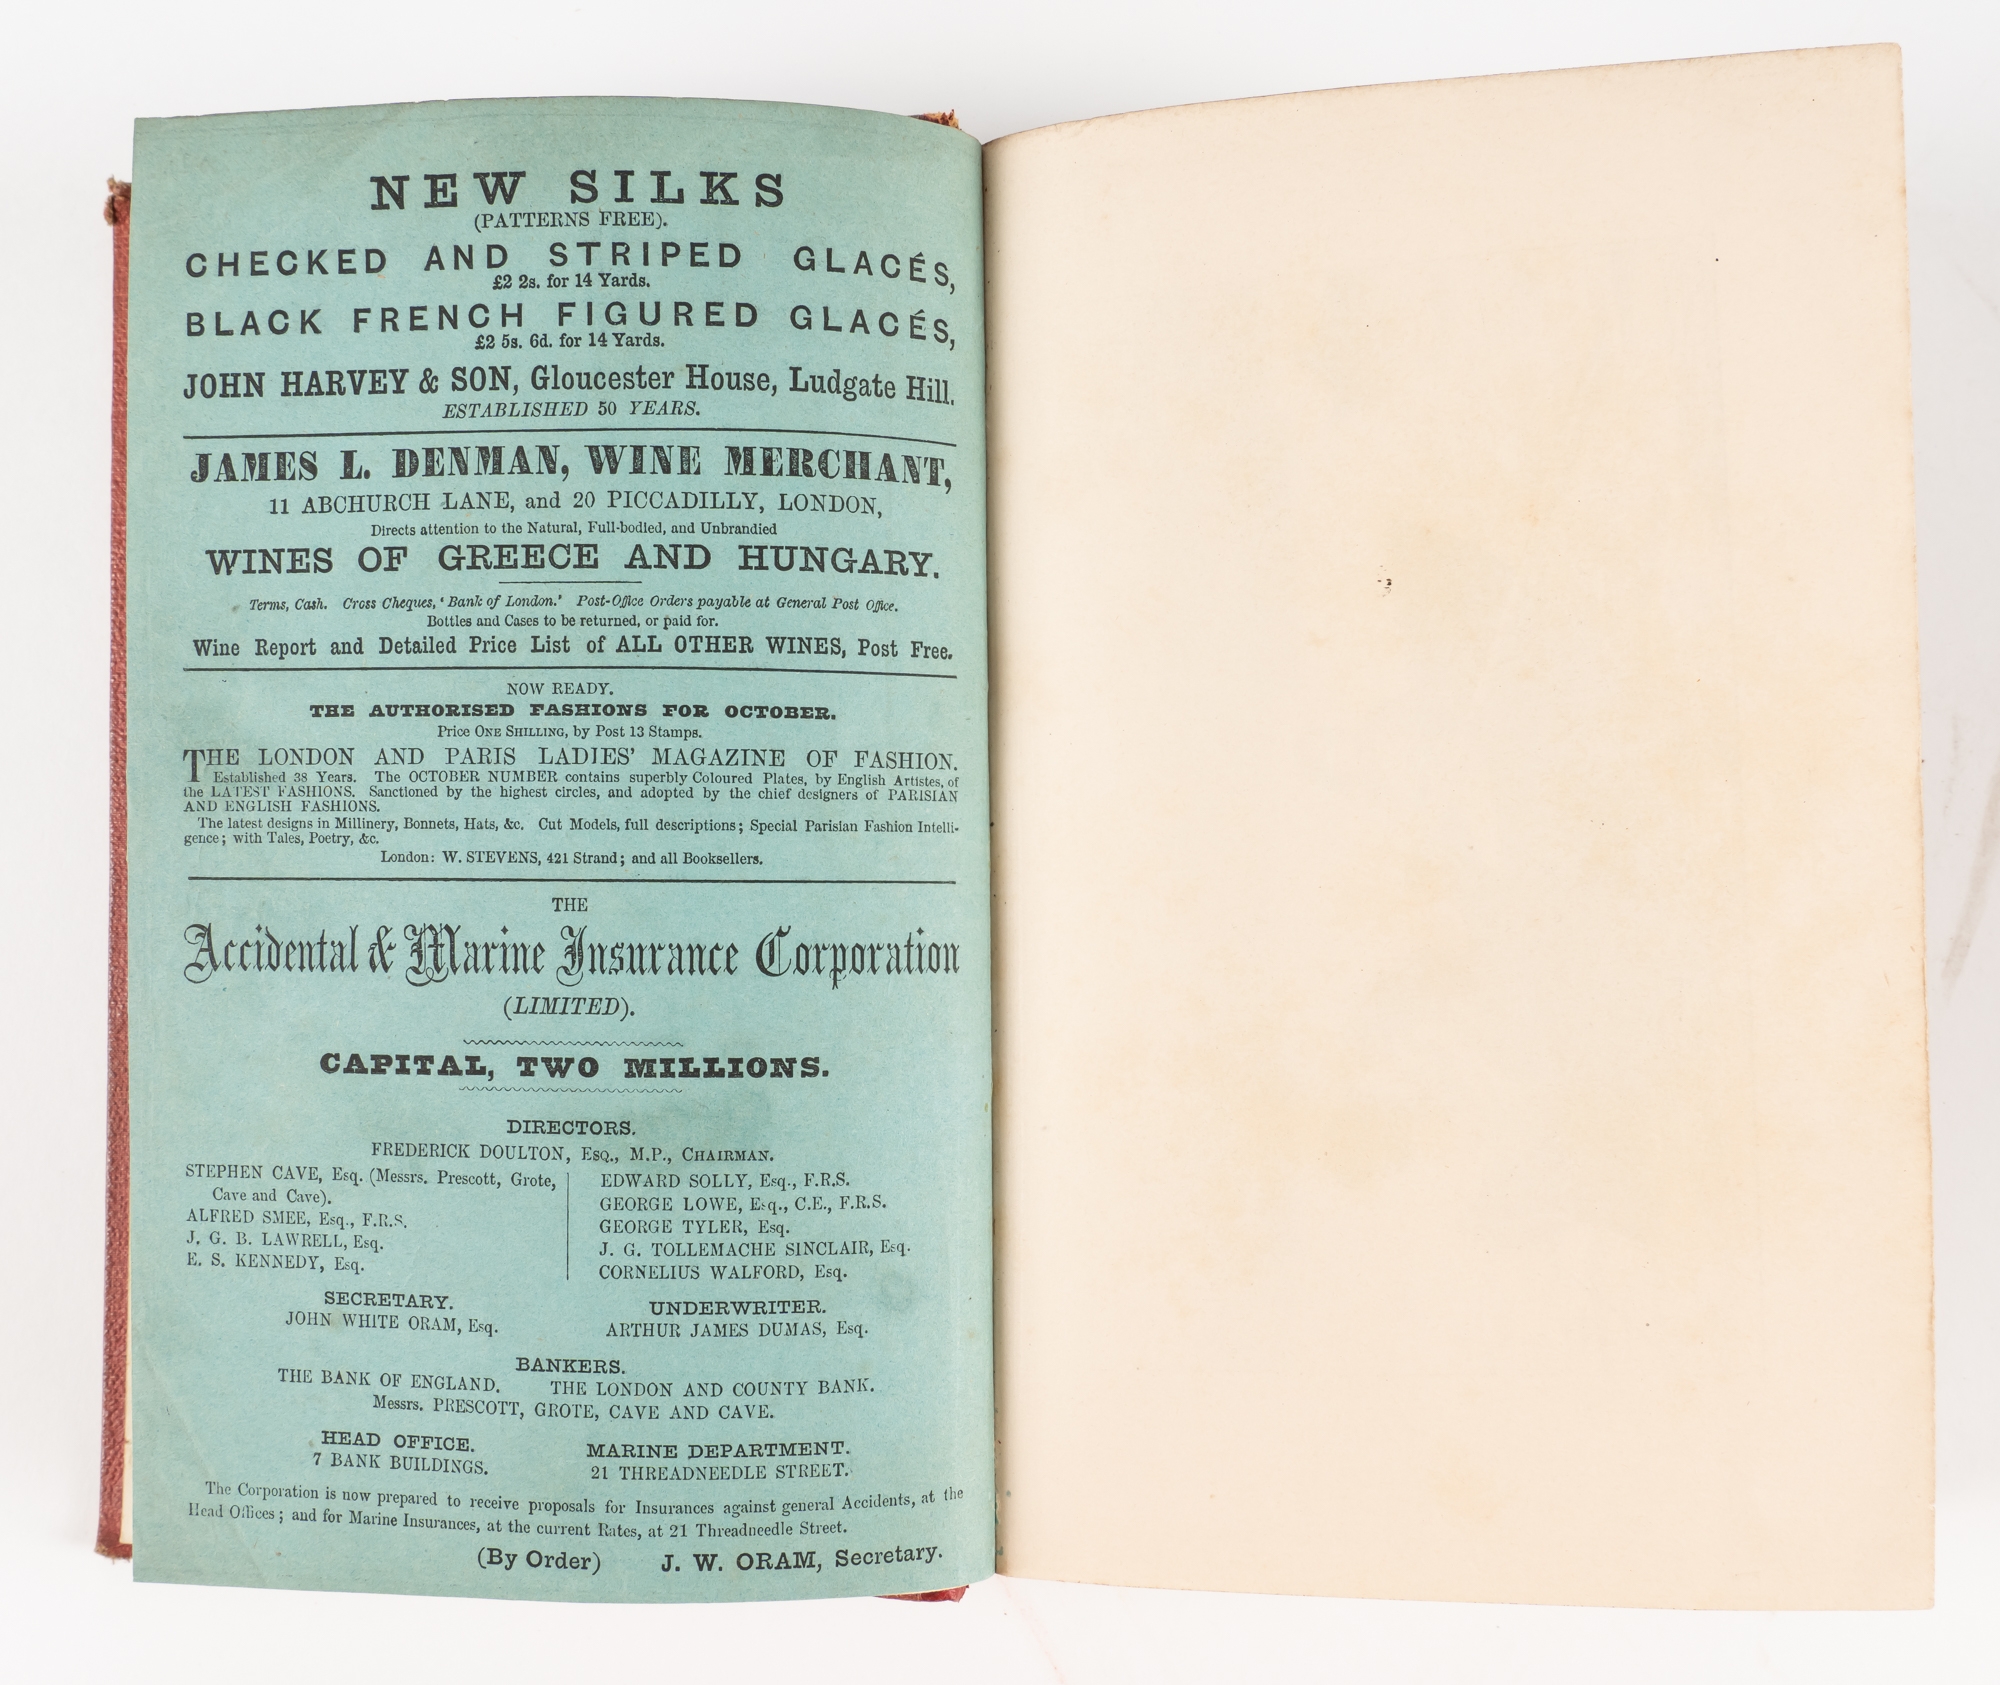 NEW SILKS
(PATTERNS FREE).
CHECKED AND STRIPED GLACÉS,
£2 2s. for 14 Yards.
BLACK FRENCH FIGURED GLACÉS,
£2 5s. 6d. for 14 Yards.
JOHN HARVEY & SON, Gloucester House, Ludgate Hill.
ESTABLISHED 50 YEARS.
JAMES L. DENMAN, WINE MERCHANT,
11 ABCHURCH LANE, and 20 PICCADILLY, LONDON,
Directs attention to the Natural, Full-bodied, and Unbrandied
WINES OF GREECE AND HUNGARY.
Terms, Cash. Cross Cheques, ‘Bank of London.’ Post-Office Orders payable at General Post Office.
Bottles and Cases to be returned, or paid for.
Wine Report and Detailed Price List of ALL OTHER WINES, Post Free.
NOW READY.
THE AUTHORISED FASHIONS FOR OCTOBER.
Price ONE SHILLING, by Post 13 Stamps.
THE LONDON AND PARIS LADIES’ MAGAZINE OF FASHION.
Established 38 Years. The OCTOBER NUMBER contains superbly Coloured Plates, by English Artistes, of
the LATEST FASHIONS. Sanctioned by the highest circles, and adopted by the chief designers of PARISIAN
AND ENGLISH FASHIONS.
The latest designs in Millinery, Bonnets, Hats, &c. Cut Models, full descriptions; Special Parisian Fashion Intelli-
gence; with Tales, Poetry, &c.
London: W. STEVENS, 421 Strand; and all Booksellers.
THE
Accidental & Marine Insurance Corporation
(LIMITED).
CAPITAL, TWO MILLIONS.
DIRECTORS.
FREDERICK DOULTON, ESQ., M.P., CHAIRMAN.
STEPHEN CAVE, Esq. (Messrs. Prescott, Grote,
Cave and Cave).
ALFRED SMEE, Esq., F.R.S.
J. G. B. LAWRELL, Esq.
E. S. KENNEDY, Esq.
EDWARD SOLLY, Esq., F.R.S.
GEORGE LOWE, Esq., C.E., F.R.S.
GEORGE TYLER, Esq.
J. G. TOLLEMACHE SINCLAIR, Esq.
CORNELIUS WALFORD, Esq.
SECRETARY.
JOHN WHITE ORAM, Esq.
UNDERWRITER.
ARTHUR JAMES DUMAS, Esq.
BANKERS.
THE BANK OF ENGLAND. THE LONDON AND COUNTY BANK.
Messrs. PRESCOTT, GROTE, CAVE AND CAVE.
HEAD OFFICE.
7 BANK BUILDINGS.
MARINE DEPARTMENT.
21 THREADNEEDLE STREET.
The Corporation is now prepared to receive proposals for Insurances against general Accidents, at the
Head Offices; and for Marine Insurances, at the current Rates, at 21 Threadneedle Street.
(By Order) J. W. ORAM, Secretary.